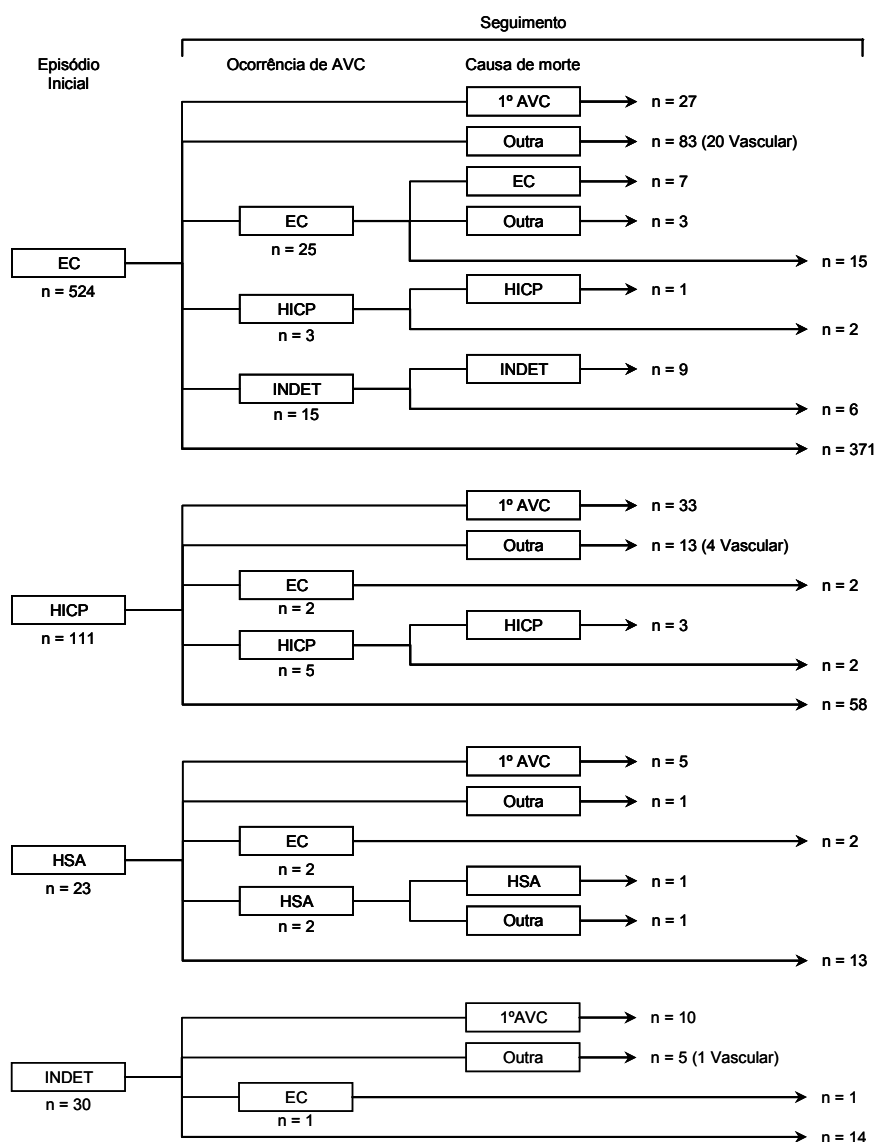 Seguimento
Episódio
Inicial
Ocorrência de AVC
Causa de morte
1º AVC
n = 27
Outra
n = 83 (20 Vascular)
EC
n = 7
EC
n = 25
Outra
n = 3
EC
n = 524
n = 15
HICP
n = 1
HICP
n = 3
n = 2
INDET
n = 9
INDET
n = 15
n = 6
n = 371
1º AVC
n = 33
Outra
n = 13 (4 Vascular)
EC
n = 2
n = 2
HICP
n = 111
HICP
n = 3
HICP
n = 5
n = 2
n = 58
1º AVC
n = 5
Outra
n = 1
EC
n = 2
n = 2
HSA
n = 23
HSA
n = 1
HSA
n = 2
Outra
n = 1
n = 13
1ºAVC
n = 10
Outra
n = 5 (1 Vascular)
INDET
n = 30
EC
n = 1
n = 1
n = 14